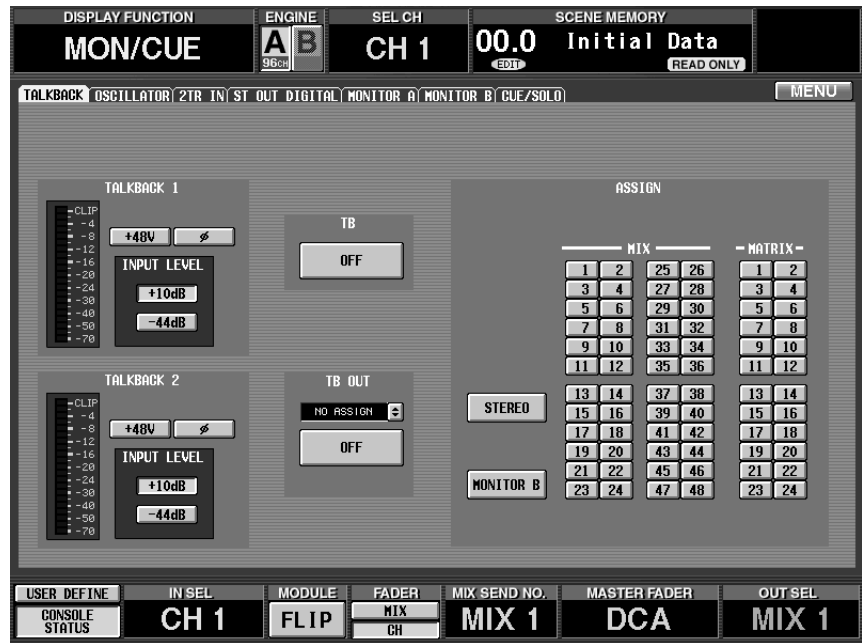 DISPLAY FUNCTION ENGINE SEL CH SCENE MEMORY
MON/CUE A B 96CH CH 1 00.0 EDIT Initial Data READ ONLY
TALKBACK OSCILLATOR 2TR IN ST OUT DIGITAL MONITOR A MONITOR B CUE/SOLO MENU
TALKBACK 1
CLIP
-4
-8
-12
-16
-20
-24
-30
-40
-50
-70
+48V ø
INPUT LEVEL
+10dB
-44dB
TB
OFF
TALKBACK 2
CLIP
-4
-8
-12
-16
-20
-24
-30
-40
-50
-70
+48V ø
INPUT LEVEL
+10dB
-44dB
TB OUT
NO ASSIGN
OFF
ASSIGN
STEREO
MONITOR B
MIX MATRIX
1 2 25 26 1 2
3 4 27 28 3 4
5 6 29 30 5 6
7 8 31 32 7 8
9 10 33 34 9 10
11 12 35 36 11 12
13 14 37 38 13 14
15 16 39 40 15 16
17 18 41 42 17 18
19 20 43 44 19 20
21 22 45 46 21 22
23 24 47 48 23 24
USER DEFINE IN SEL MODULE FADER MIX SEND NO. MASTER FADER OUT SEL
CONSOLE STATUS CH 1 FLIP MIX CH MIX 1 DCA MIX 1